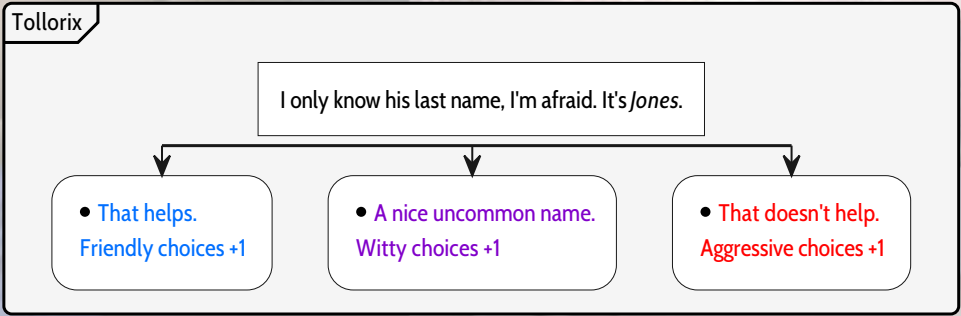 Tollorix
I only know his last name, I'm afraid. It's Jones.
• That helps.
Friendly choices +1
• A nice uncommon name.
Witty choices +1
• That doesn't help.
Aggressive choices +1